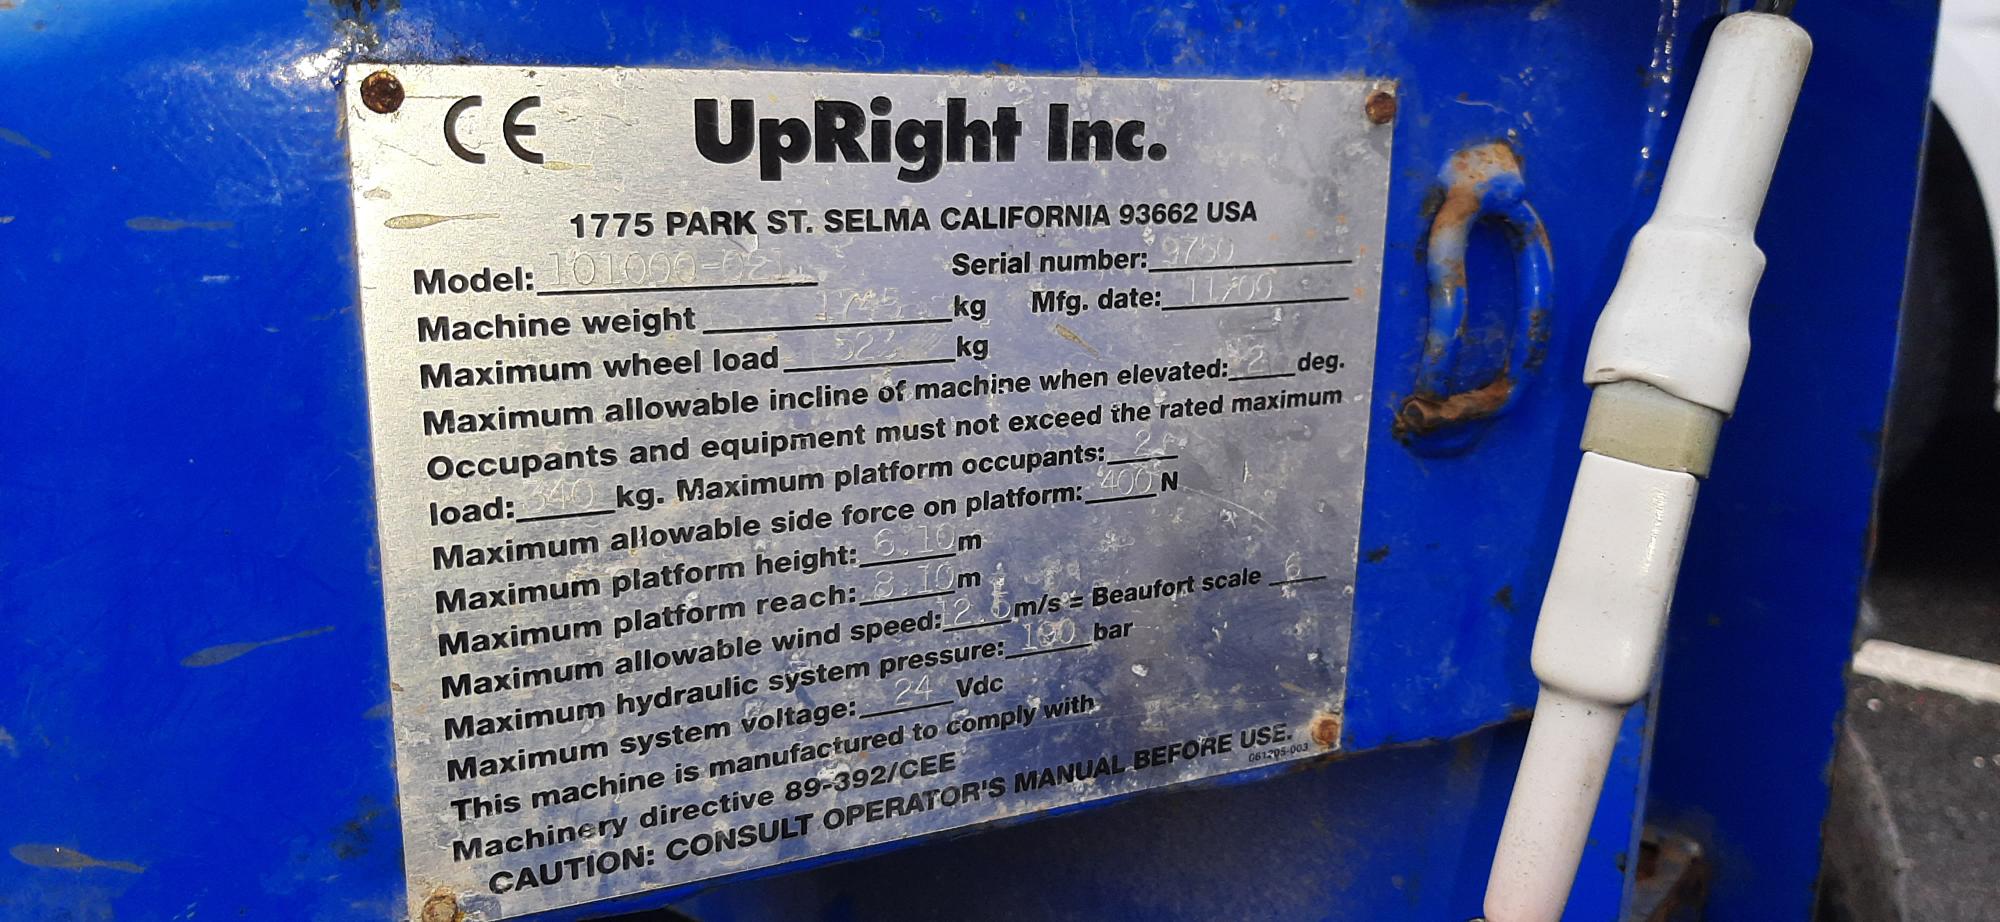 CE UpRight Inc.
1775 PARK ST. SELMA CALIFORNIA 93662 USA
Model: 101000-021 Serial number: 9750
Machine weight 1745 kg Mfg. date: 11/00
Maximum wheel load 522 kg
Maximum allowable incline of machine when elevated: 2 deg.
Occupants and equipment must not exceed the rated maximum
load: 340 kg. Maximum platform occupants: 2
Maximum allowable side force on platform: 400 N
Maximum platform height: 6.10 m
Maximum platform reach: 8.10 m
Maximum allowable wind speed: 12.5 m/s = Beaufort scale 6
Maximum hydraulic system pressure: 190 bar
Maximum system voltage: 24 Vdc
This machine is manufactured to comply with
Machinery directive 89-392/CEE
CAUTION: CONSULT OPERATOR'S MANUAL BEFORE USE.
061205-003